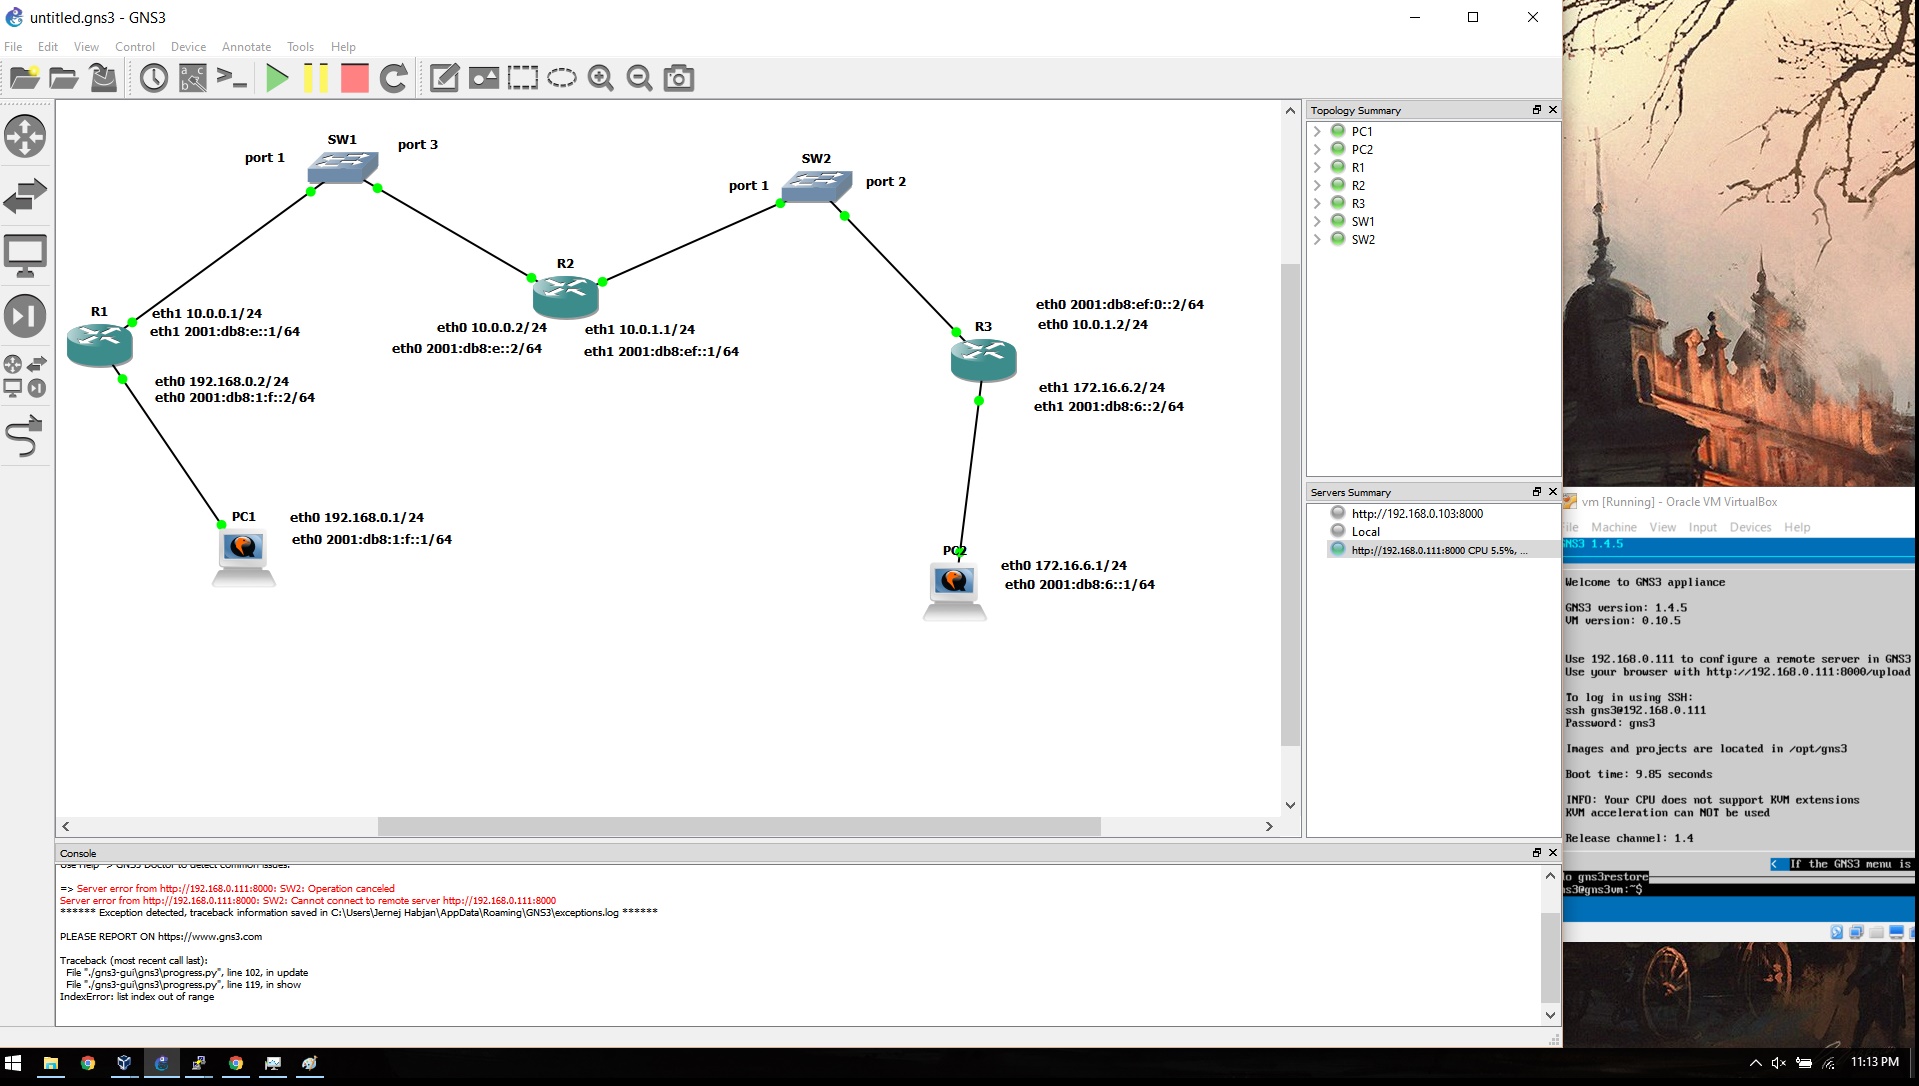 untitled.gns3 - GNS3
File Edit View Control Device Annotate Tools Help
SW1
port 1
port 3
SW2
port 1
port 2
R2
R1
eth1 10.0.0.1/24
eth1 2001:db8:e::1/64
eth0 10.0.0.2/24
eth0 2001:db8:e::2/64
eth1 10.0.1.1/24
eth1 2001:db8:ef::1/64
eth0 2001:db8:ef:0::2/64
eth0 10.0.1.2/24
R3
eth0 192.168.0.2/24
eth0 2001:db8:1:f::2/64
eth1 172.16.6.2/24
eth1 2001:db8:6::2/64
PC1
eth0 192.168.0.1/24
eth0 2001:db8:1:f::1/64
PC2
eth0 172.16.6.1/24
eth0 2001:db8:6::1/64
Topology Summary
PC1
PC2
R1
R2
R3
SW1
SW2
Servers Summary
http://192.168.0.103:8000
Local
http://192.168.0.111:8000 CPU 5.5%, ...
Console
Use Help -> GNS3 Doctor to detect common issues.
=> Server error from http://192.168.0.111:8000: SW2: Operation canceled
Server error from http://192.168.0.111:8000: SW2: Cannot connect to remote server http://192.168.0.111:8000
****** Exception detected, traceback information saved in C:\Users\Jernej Habjan\AppData\Roaming\GNS3\exceptions.log ******
PLEASE REPORT ON https://www.gns3.com
Traceback (most recent call last):
File "./gns3-gui\gns3\progress.py", line 102, in update
File "./gns3-gui\gns3\progress.py", line 119, in show
IndexError: list index out of range
vm [Running] - Oracle VM VirtualBox
File Machine View Input Devices Help
GNS3 1.4.5
Welcome to GNS3 appliance
GNS3 version: 1.4.5
VM version: 0.10.5
Use 192.168.0.111 to configure a remote server in GNS3
Use your browser with http://192.168.0.111:8000/upload
To log in using SSH:
ssh gns3@192.168.0.111
Password: gns3
Images and projects are located in /opt/gns3
Boot time: 9.85 seconds
INFO: Your CPU does not support KVM extensions
KVM acceleration can NOT be used
Release channel: 1.4
< If the GNS3 menu is
o gns3restore
ns3@gns3vm:~$
11:13 PM